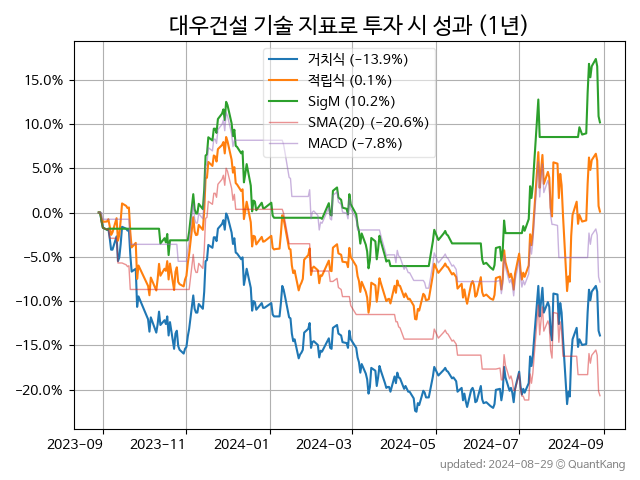 대우건설 기술 지표로 투자 시 성과 (1년)
거치식 (−13.9%)
적립식 (0.1%)
SigM (10.2%)
SMA(20) (−20.6%)
MACD (−7.8%)
15.0%
10.0%
5.0%
0.0%
−5.0%
−10.0%
−15.0%
−20.0%
2023-09 2023-11 2024-01 2024-03 2024-05 2024-07 2024-09
updated: 2024-08-29 © QuantKang